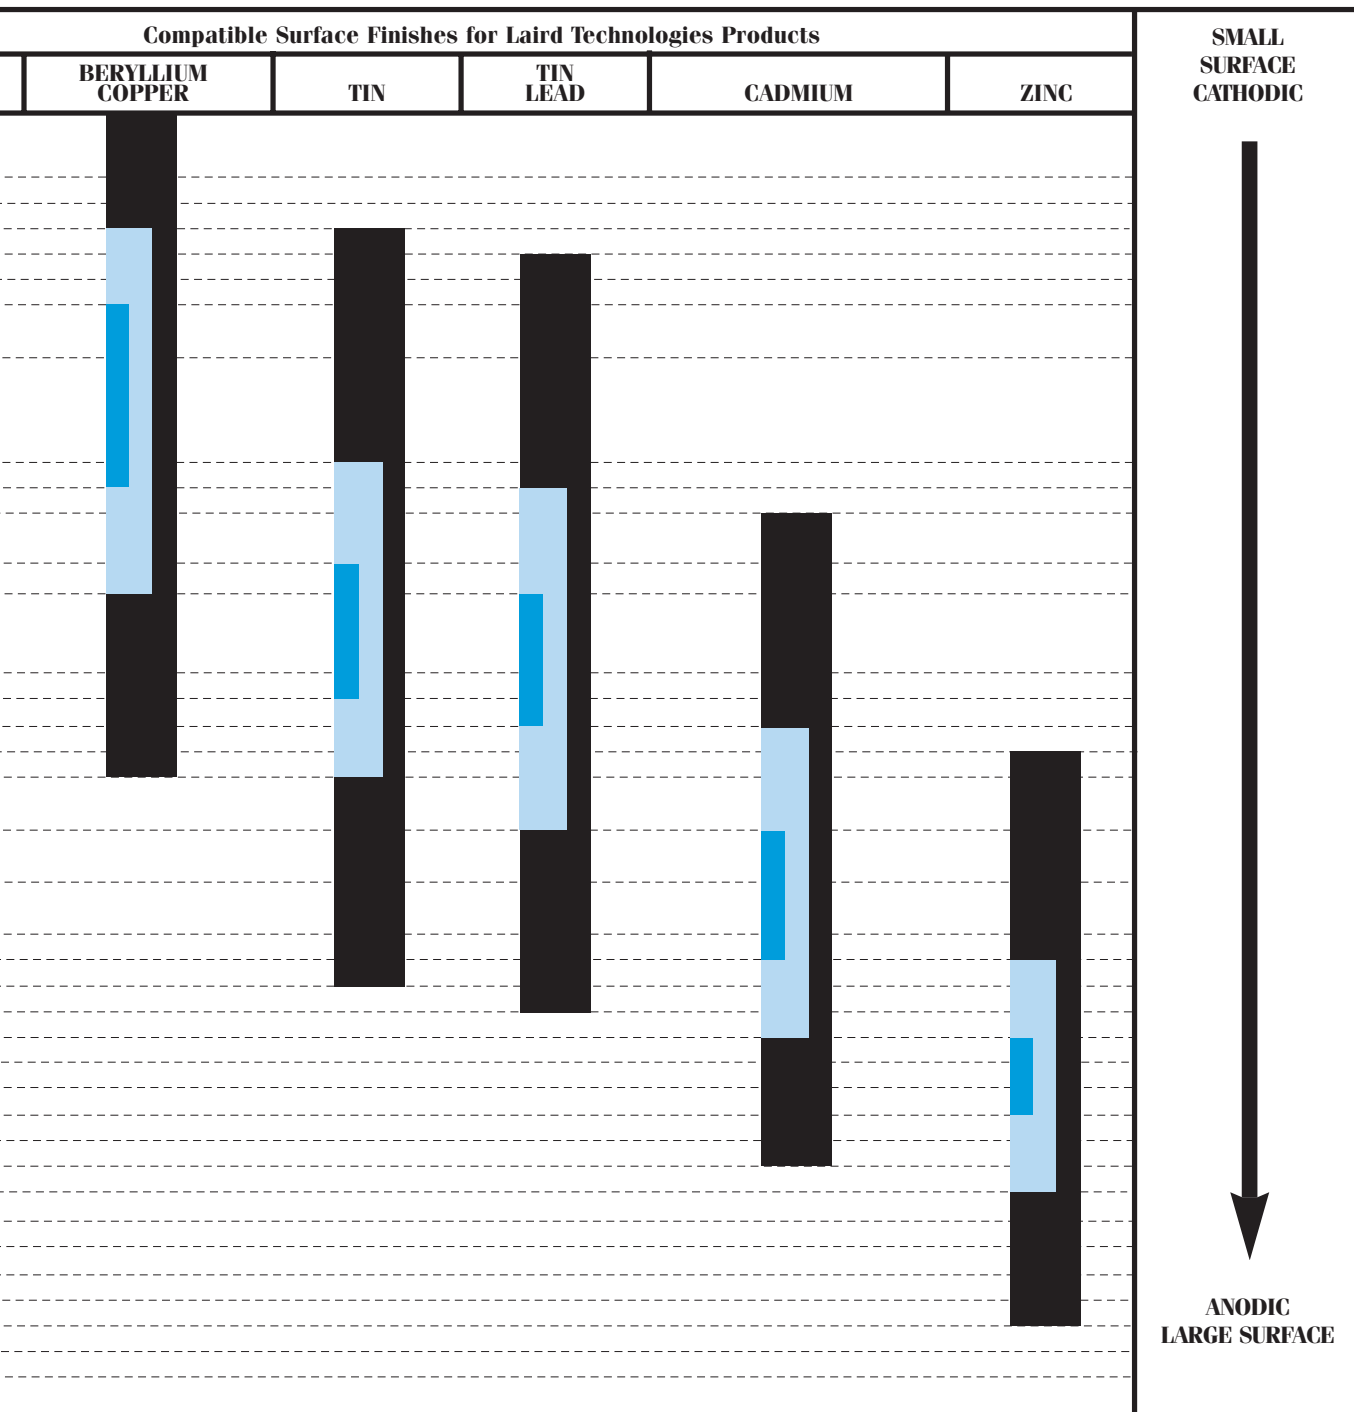 Compatible Surface Finishes for Laird Technologies Products
BERYLLIUM
COPPER
TIN
TIN
LEAD
CADMIUM
ZINC
SMALL
SURFACE
CATHODIC
ANODIC
LARGE SURFACE